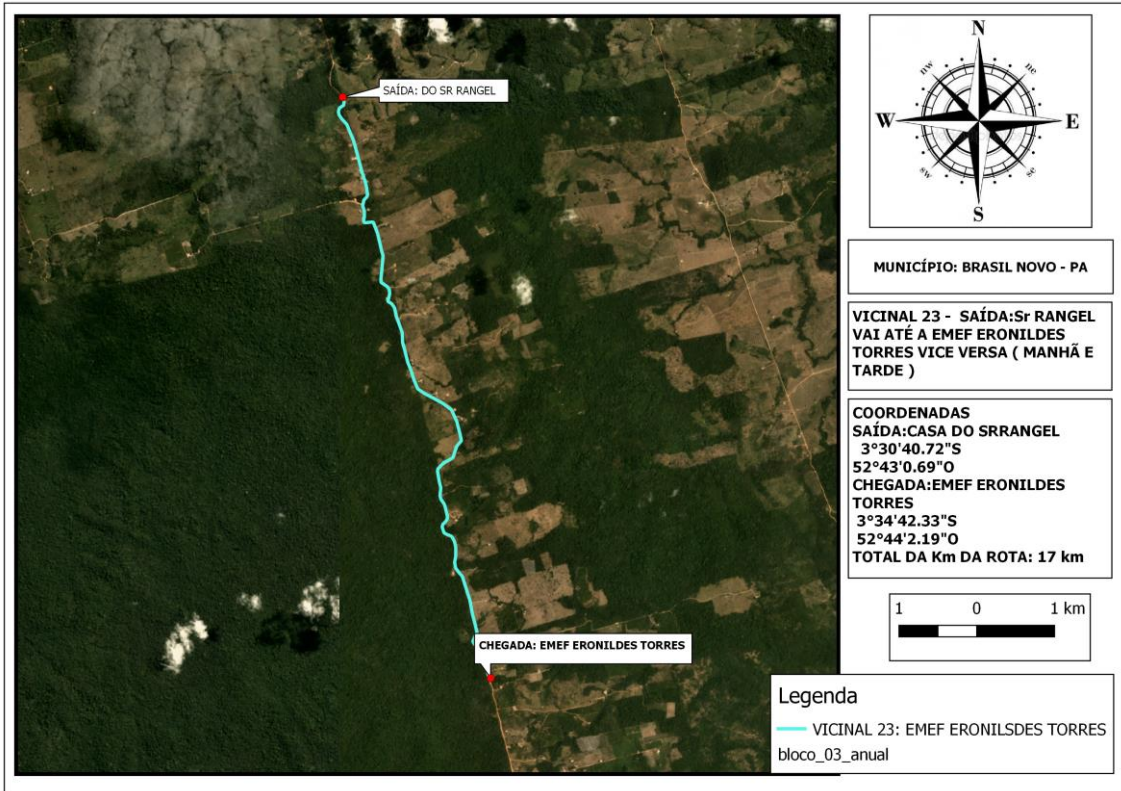 SAÍDA: DO SR RANGEL
CHEGADA: EMEF ERONILDES TORRES
N
nw
ne
W
E
sw
se
S
MUNICÍPIO: BRASIL NOVO - PA
VICINAL 23 - SAÍDA:Sr RANGEL
VAI ATÉ A EMEF ERONILDES
TORRES VICE VERSA ( MANHÃ E
TARDE )
COORDENADAS
SAÍDA:CASA DO SRRANGEL
3°30'40.72"S
52°43'0.69"O
CHEGADA:EMEF ERONILDES
TORRES
3°34'42.33"S
52°44'2.19"O
TOTAL DA Km DA ROTA: 17 km
1 0 1 km
Legenda
VICINAL 23: EMEF ERONILSDES TORRES
bloco_03_anual